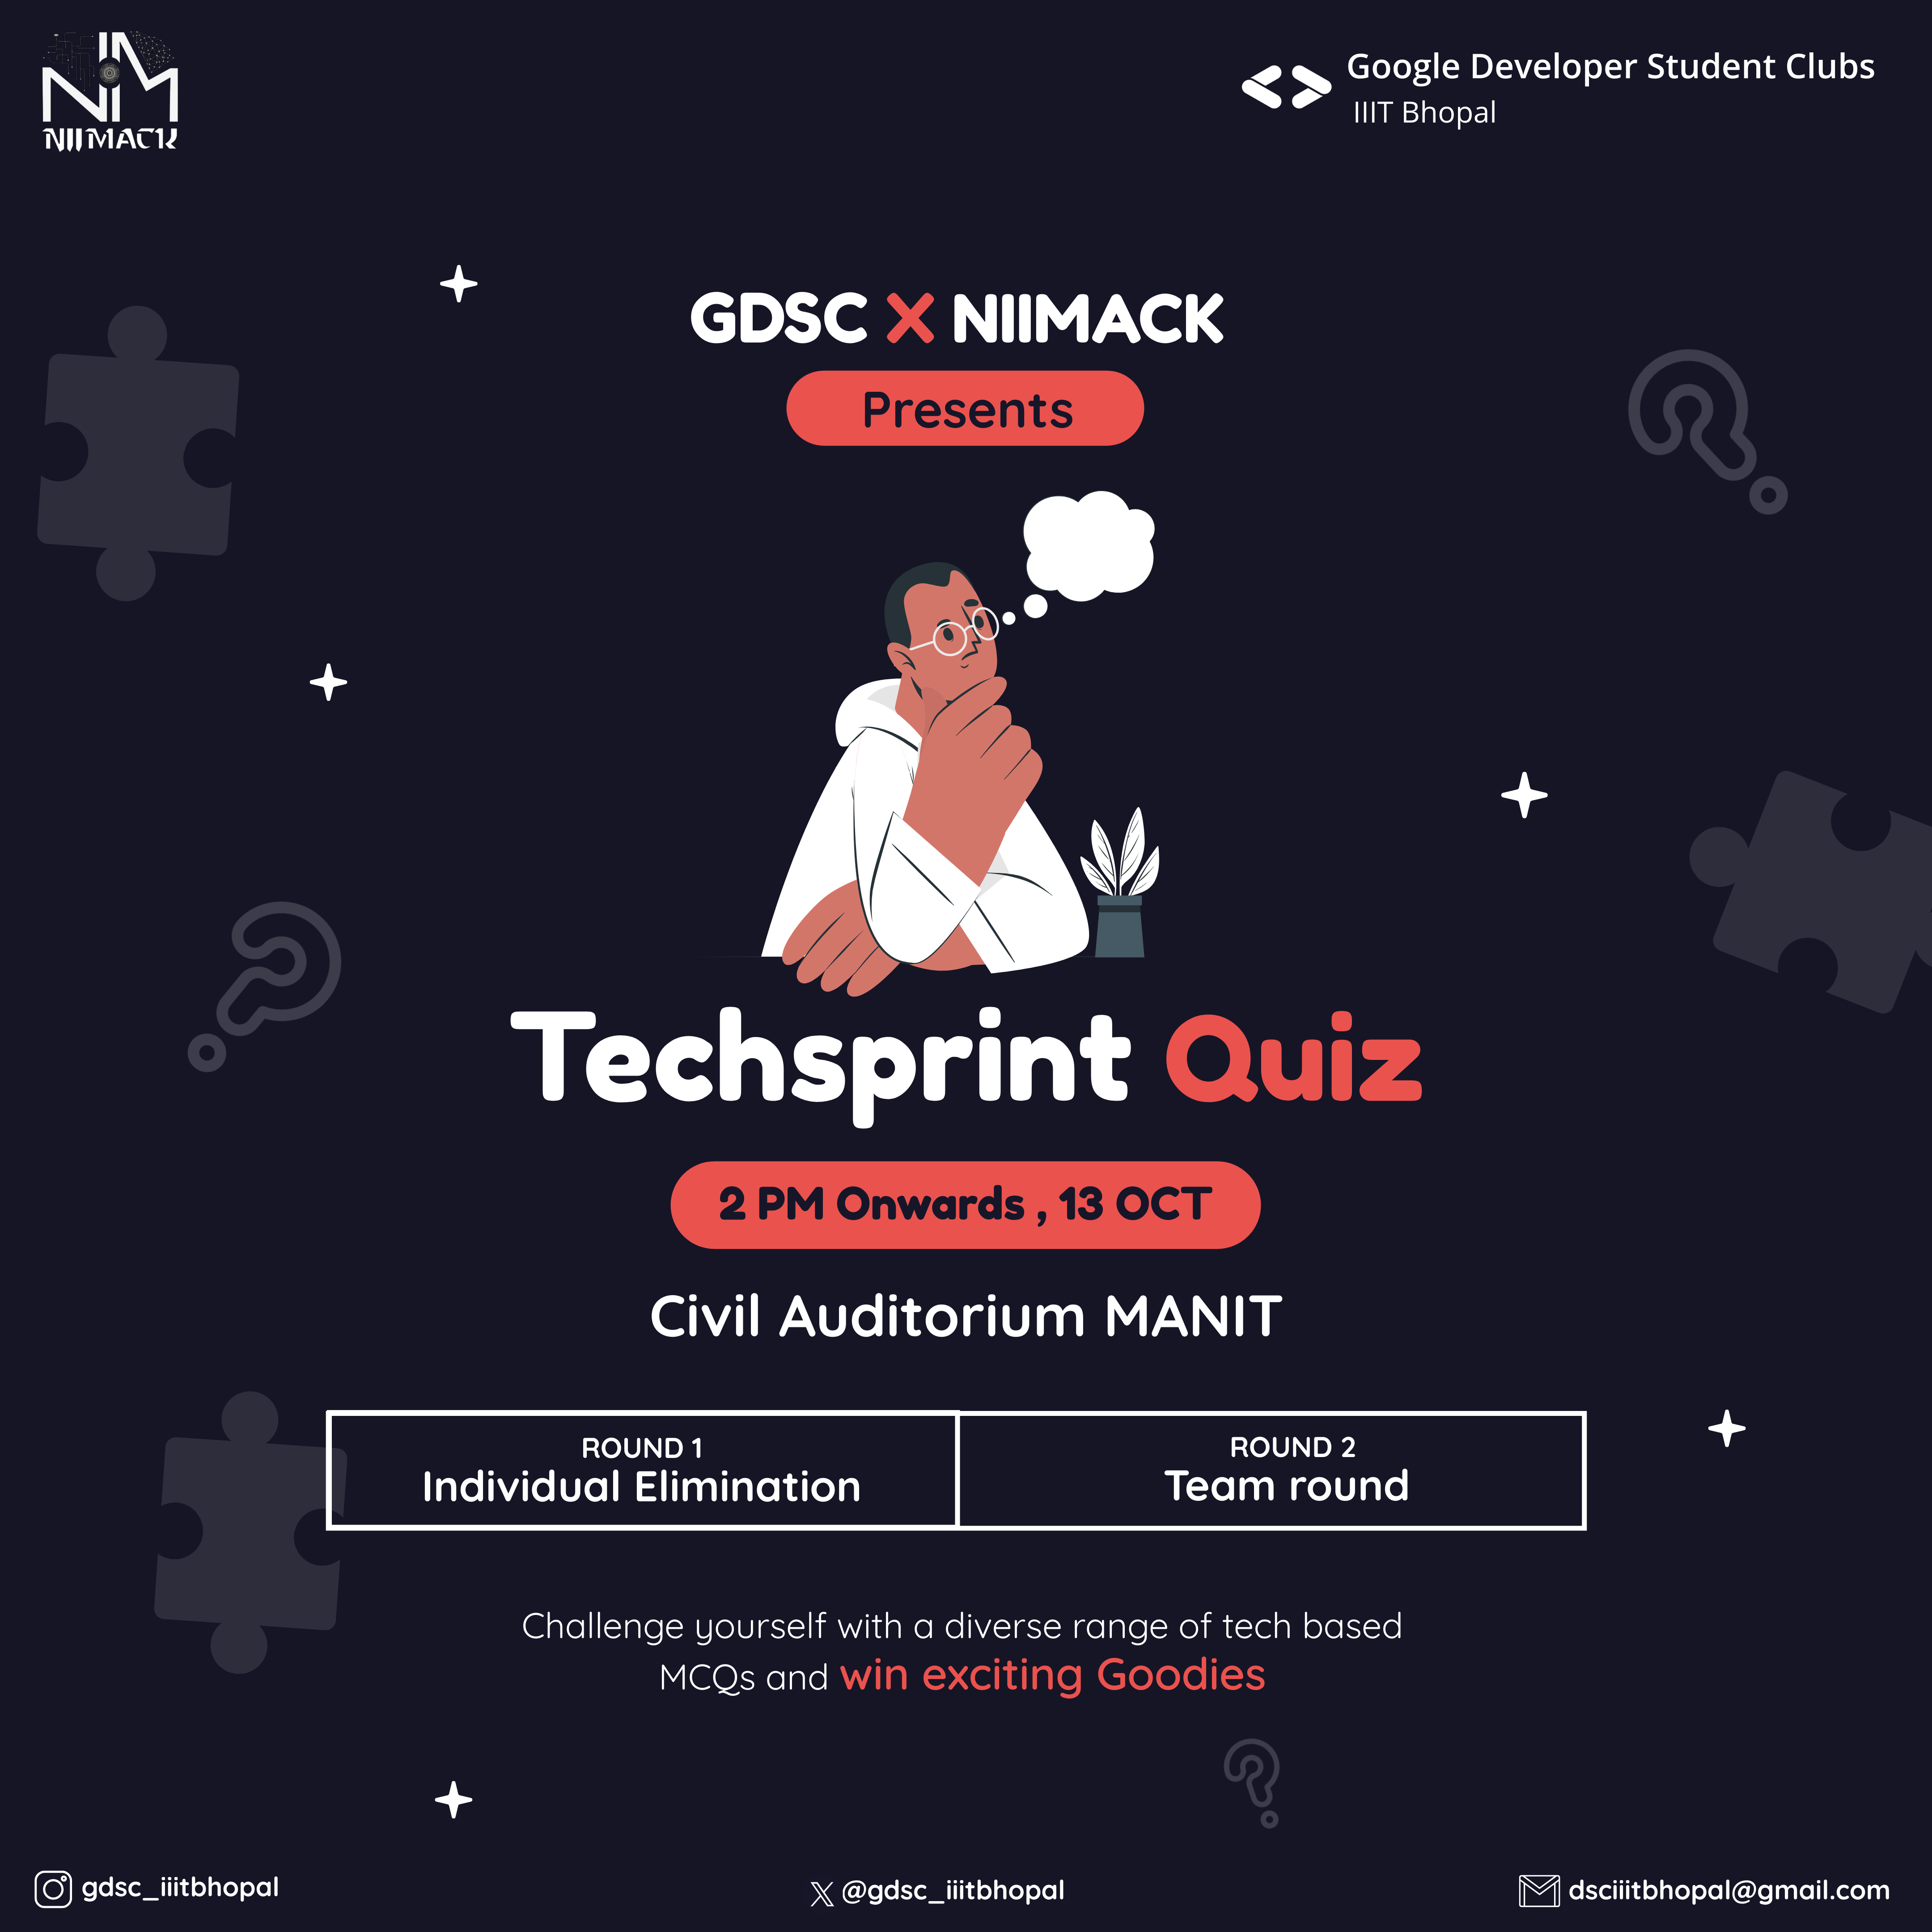 NIIMACK
Google Developer Student Clubs
IIIT Bhopal
GDSC X NIIMACK
Presents
Techsprint Quiz
2 PM Onwards , 13 OCT
Civil Auditorium MANIT
ROUND 1
Individual Elimination
ROUND 2
Team round
Challenge yourself with a diverse range of tech based
MCQs and win exciting Goodies
gdsc_iiitbhopal
@gdsc_iiitbhopal
dsciiitbhopal@gmail.com